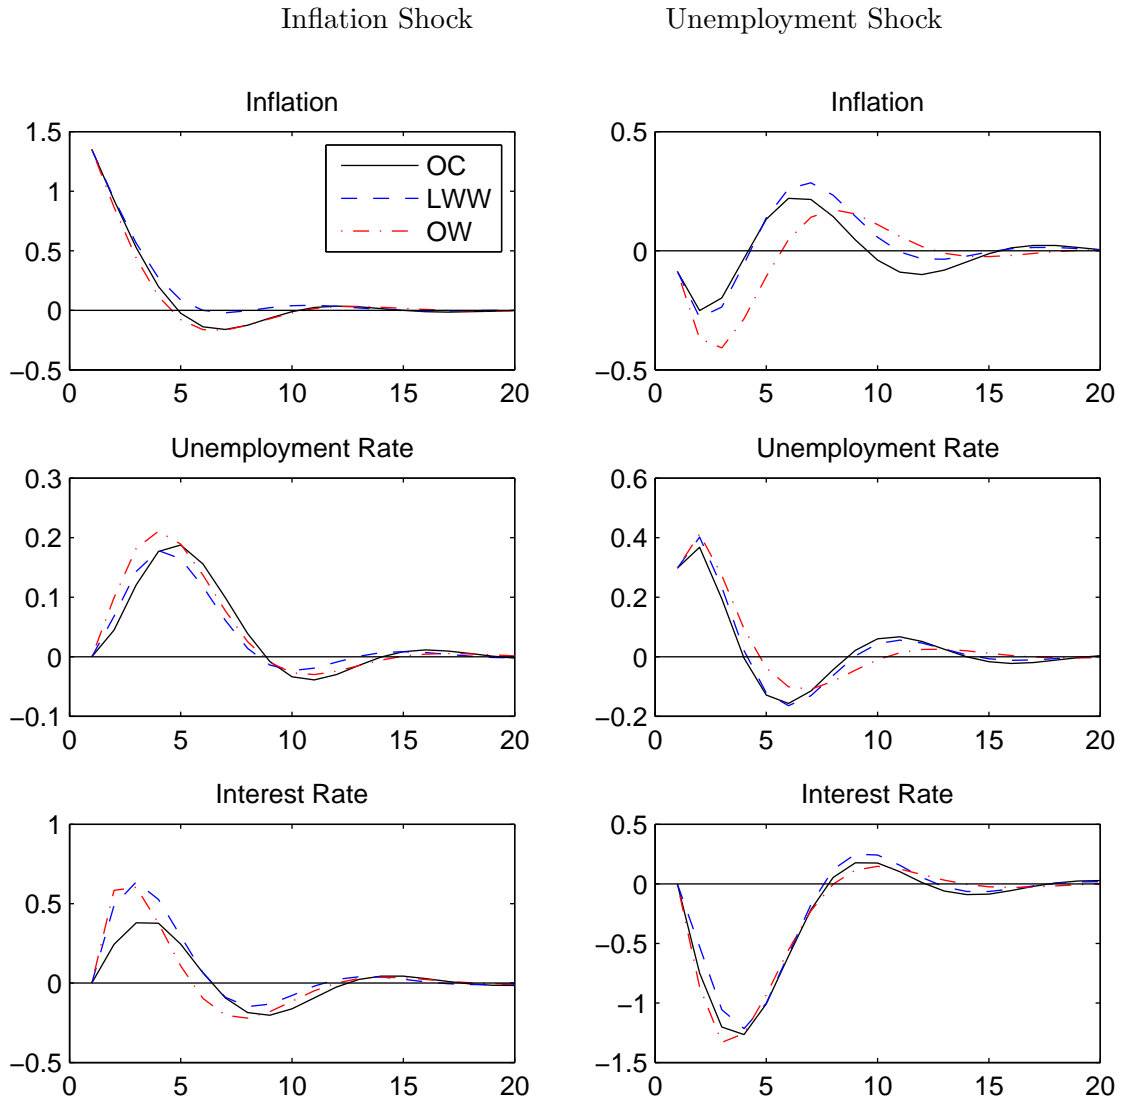 Inflation Shock
Unemployment Shock
Inflation
1.5
1
0.5
0
−0.5
0 5 10 15 20
OC
LWW
OW
Inflation
0.5
0
−0.5
0 5 10 15 20
Unemployment Rate
0.3
0.2
0.1
0
−0.1
0 5 10 15 20
Unemployment Rate
0.6
0.4
0.2
0
−0.2
0 5 10 15 20
Interest Rate
1
0.5
0
−0.5
0 5 10 15 20
Interest Rate
0.5
0
−0.5
−1
−1.5
0 5 10 15 20